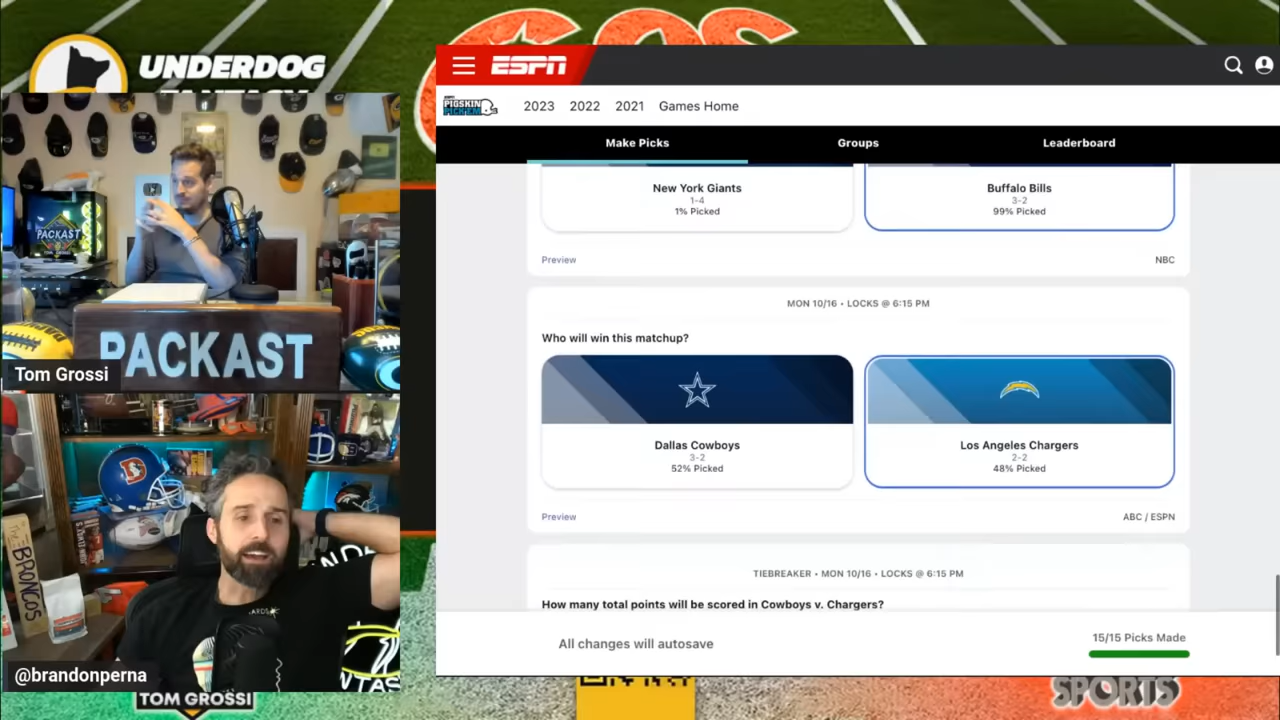 UNDERDOG
FANTASY
ESPN
PIGSKIN
PICK'EM
2023
2022
2021
Games Home
Make Picks
Groups
Leaderboard
New York Giants
1-4
1% Picked
Buffalo Bills
3-2
99% Picked
Preview
NBC
MON 10/16 • LOCKS @ 6:15 PM
Who will win this matchup?
Dallas Cowboys
3-2
52% Picked
Los Angeles Chargers
2-2
48% Picked
Preview
ABC / ESPN
TIEBREAKER • MON 10/16 • LOCKS @ 6:15 PM
How many total points will be scored in Cowboys v. Chargers?
All changes will autosave
15/15 Picks Made
PACKAST
PACKAST
Tom Grossi
BRONCOS
@brandonperna
TOM GROSSI
SPORTS